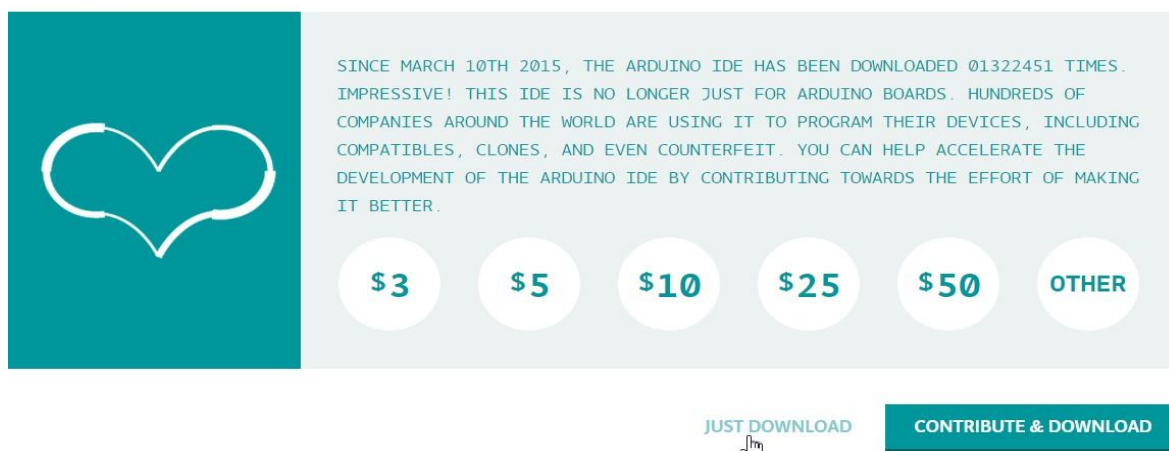 SINCE MARCH 10TH 2015, THE ARDUINO IDE HAS BEEN DOWNLOADED 01322451 TIMES.
IMPRESSIVE! THIS IDE IS NO LONGER JUST FOR ARDUINO BOARDS. HUNDREDS OF
COMPANIES AROUND THE WORLD ARE USING IT TO PROGRAM THEIR DEVICES, INCLUDING
COMPATIBLES, CLONES, AND EVEN COUNTERFEIT. YOU CAN HELP ACCELERATE THE
DEVELOPMENT OF THE ARDUINO IDE BY CONTRIBUTING TOWARDS THE EFFORT OF MAKING
IT BETTER.
$3 $5 $10 $25 $50 OTHER
JUST DOWNLOAD CONTRIBUTE & DOWNLOAD